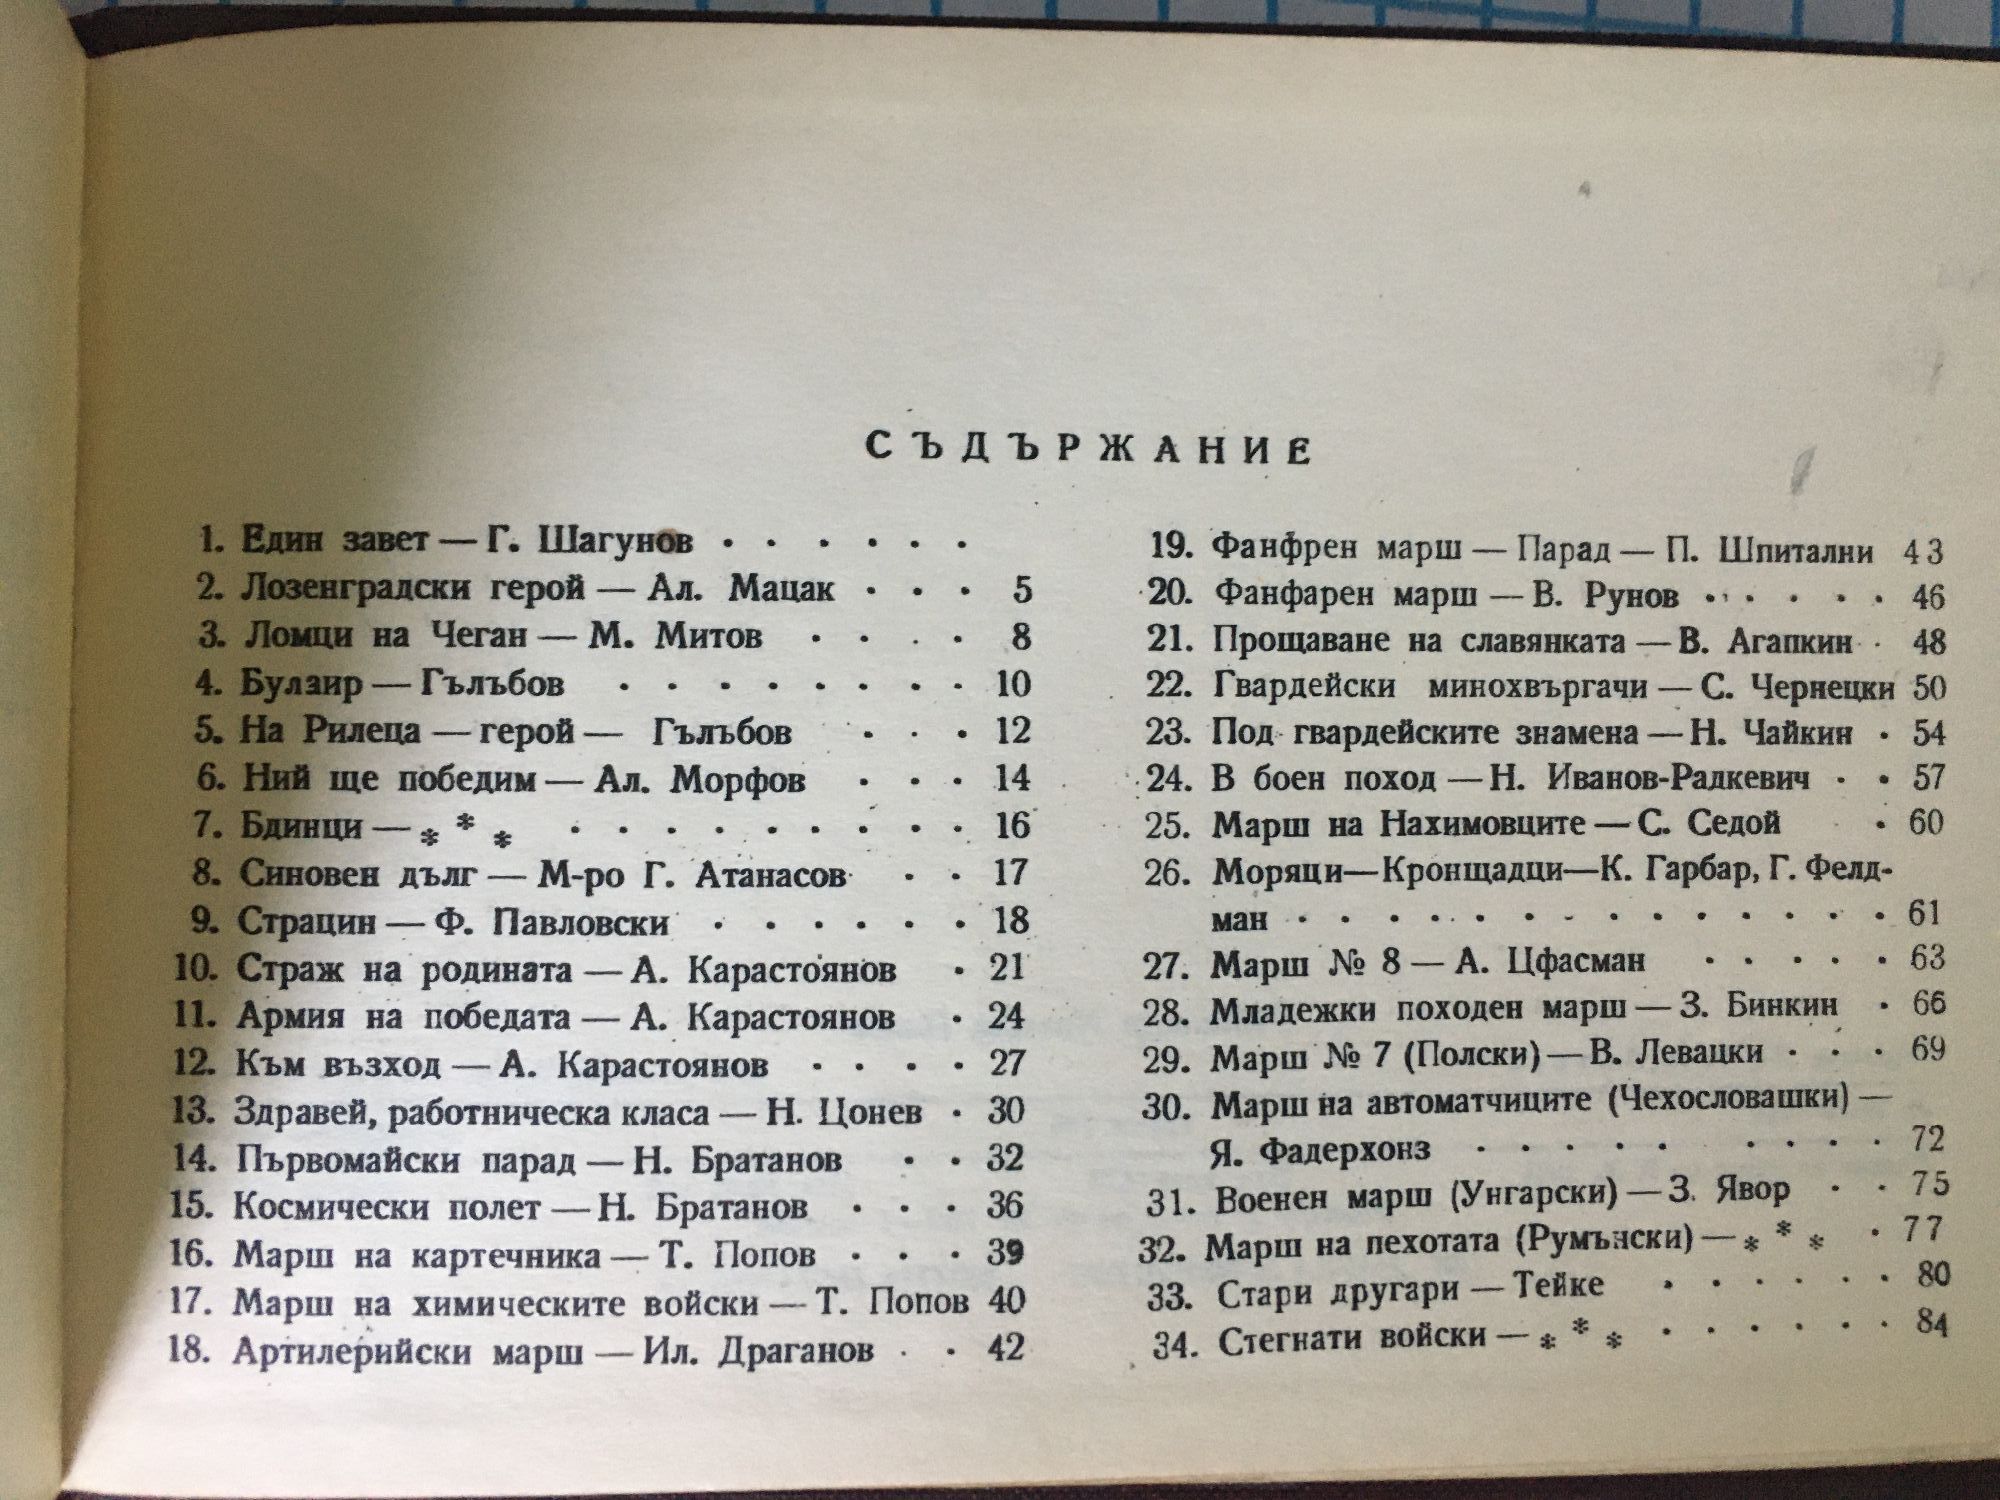 СЪДЪРЖАНИЕ
1. Един завет — Г. Шагунов . . . . . .
2. Лозенградски герой — Ал. Мацак . . . 5
3. Ломци на Чеган — М. Митов . . . . 8
4. Булаир — Гълъбов . . . . . . . . 10
5. На Рилеца — герой — Гълъбов . . . 12
6. Ний ще победим — Ал. Морфов . . . 14
7. Бдинци — * * * . . . . . . . . . 16
8. Синовен дълг — М-ро Г. Атанасов . . 17
9. Страцин — Ф. Павловски . . . . . . 18
10. Страж на родината — А. Карастоянов . 21
11. Армия на победата — А. Карастоянов . 24
12. Към възход — А. Карастоянов . . . . 27
13. Здравей, работническа класа — Н. Цонев . 30
14. Първомайски парад — Н. Братанов . . 32
15. Космически полет — Н. Братанов . . . 36
16. Марш на картечника — Т. Попов . . . 39
17. Марш на химическите войски — Т. Попов 40
18. Артилерийски марш — Ил. Драганов . . 42
19. Фанфрен марш — Парад — П. Шпитални 43
20. Фанфарен марш — В. Рунов . . . . . 46
21. Прощаване на славянката — В. Агапкин . 48
22. Гвардейски минохвъргачи — С. Чернецки 50
23. Под гвардейските знамена — Н. Чайкин . 54
24. В боен поход — Н. Иванов-Радкевич . . 57
25. Марш на Нахимовците — С. Седой . 60
26. Моряци—Кронщадци—К. Гарбар, Г. Фелд-
ман . . . . . . . . . . . . . . . 61
27. Марш № 8 — А. Цфасман . . . . . 63
28. Младежки походен марш — З. Бинкин . 66
29. Марш № 7 (Полски) — В. Левацки . . . 69
30. Марш на автоматчиците (Чехословашки) —
Я. Фадерхонз . . . . . . . . . 72
31. Военен марш (Унгарски) — З. Явор . . 75
32. Марш на пехотата (Румънски) — * * * . 77
33. Стари другари — Тейке . . . . . . 80
34. Стегнати войски — * * * . . . . . . 84